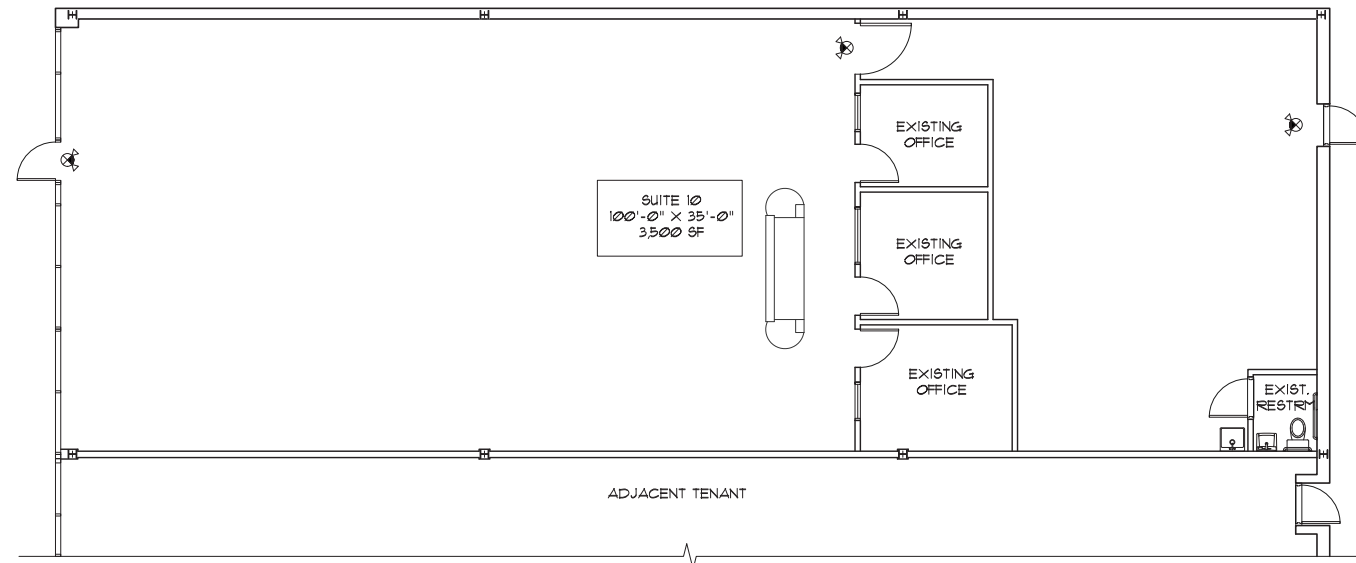 EXISTING
OFFICE
SUITE 10
100'-0" X 35'-0"
3,500 SF
EXISTING
OFFICE
EXISTING
OFFICE
EXIST.
RESTRM
ADJACENT TENANT